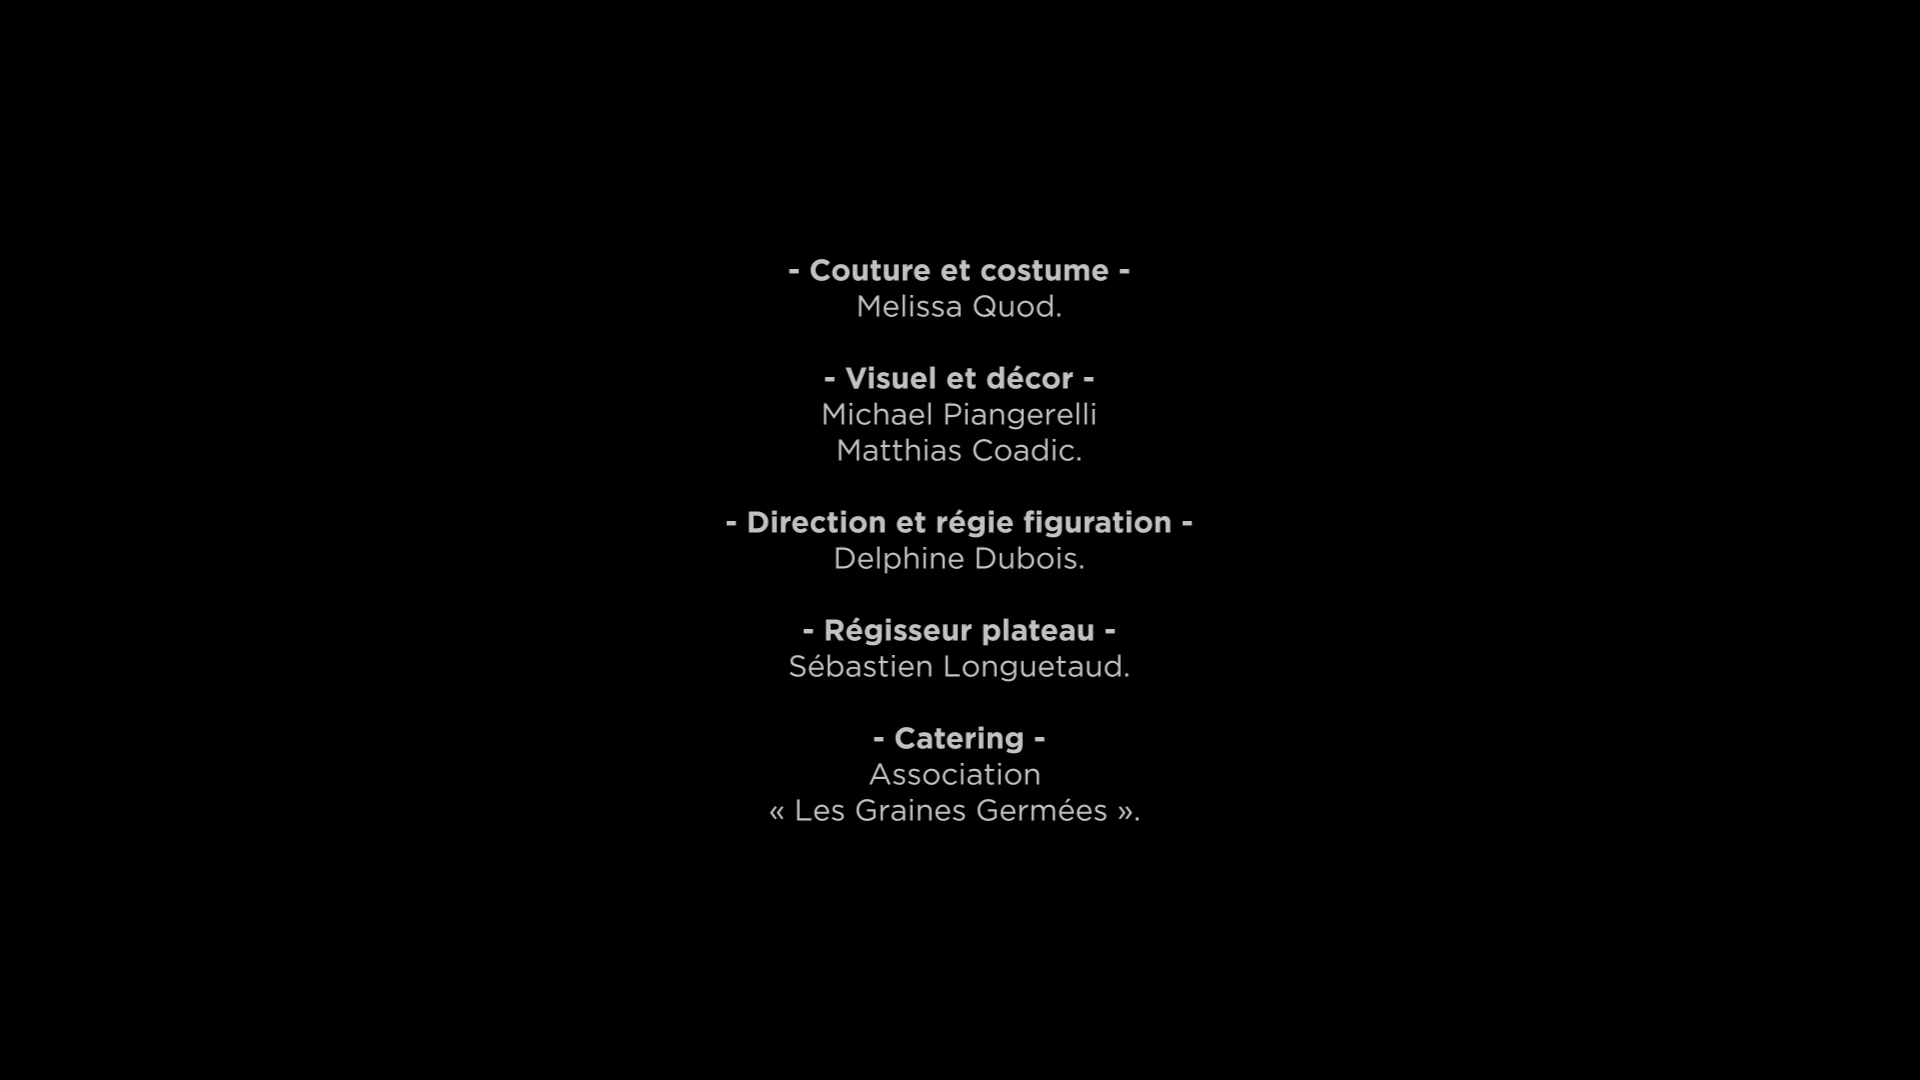 - Couture et costume -
Melissa Quod.
- Visuel et décor -
Michael Piangerelli
Matthias Coadic.
- Direction et régie figuration -
Delphine Dubois.
- Régisseur plateau -
Sébastien Longuetaud.
- Catering -
Association
« Les Graines Germées ».